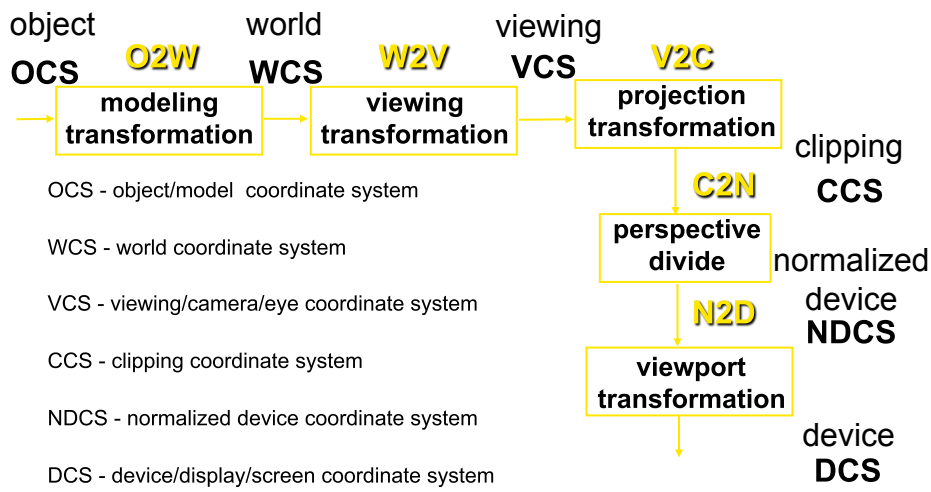 object
OCS
O2W
world
WCS
W2V
viewing
VCS
V2C
modeling
transformation
viewing
transformation
projection
transformation
clipping
CCS
C2N
perspective
divide
normalized
device
NDCS
N2D
viewport
transformation
device
DCS
OCS - object/model coordinate system
WCS - world coordinate system
VCS - viewing/camera/eye coordinate system
CCS - clipping coordinate system
NDCS - normalized device coordinate system
DCS - device/display/screen coordinate system